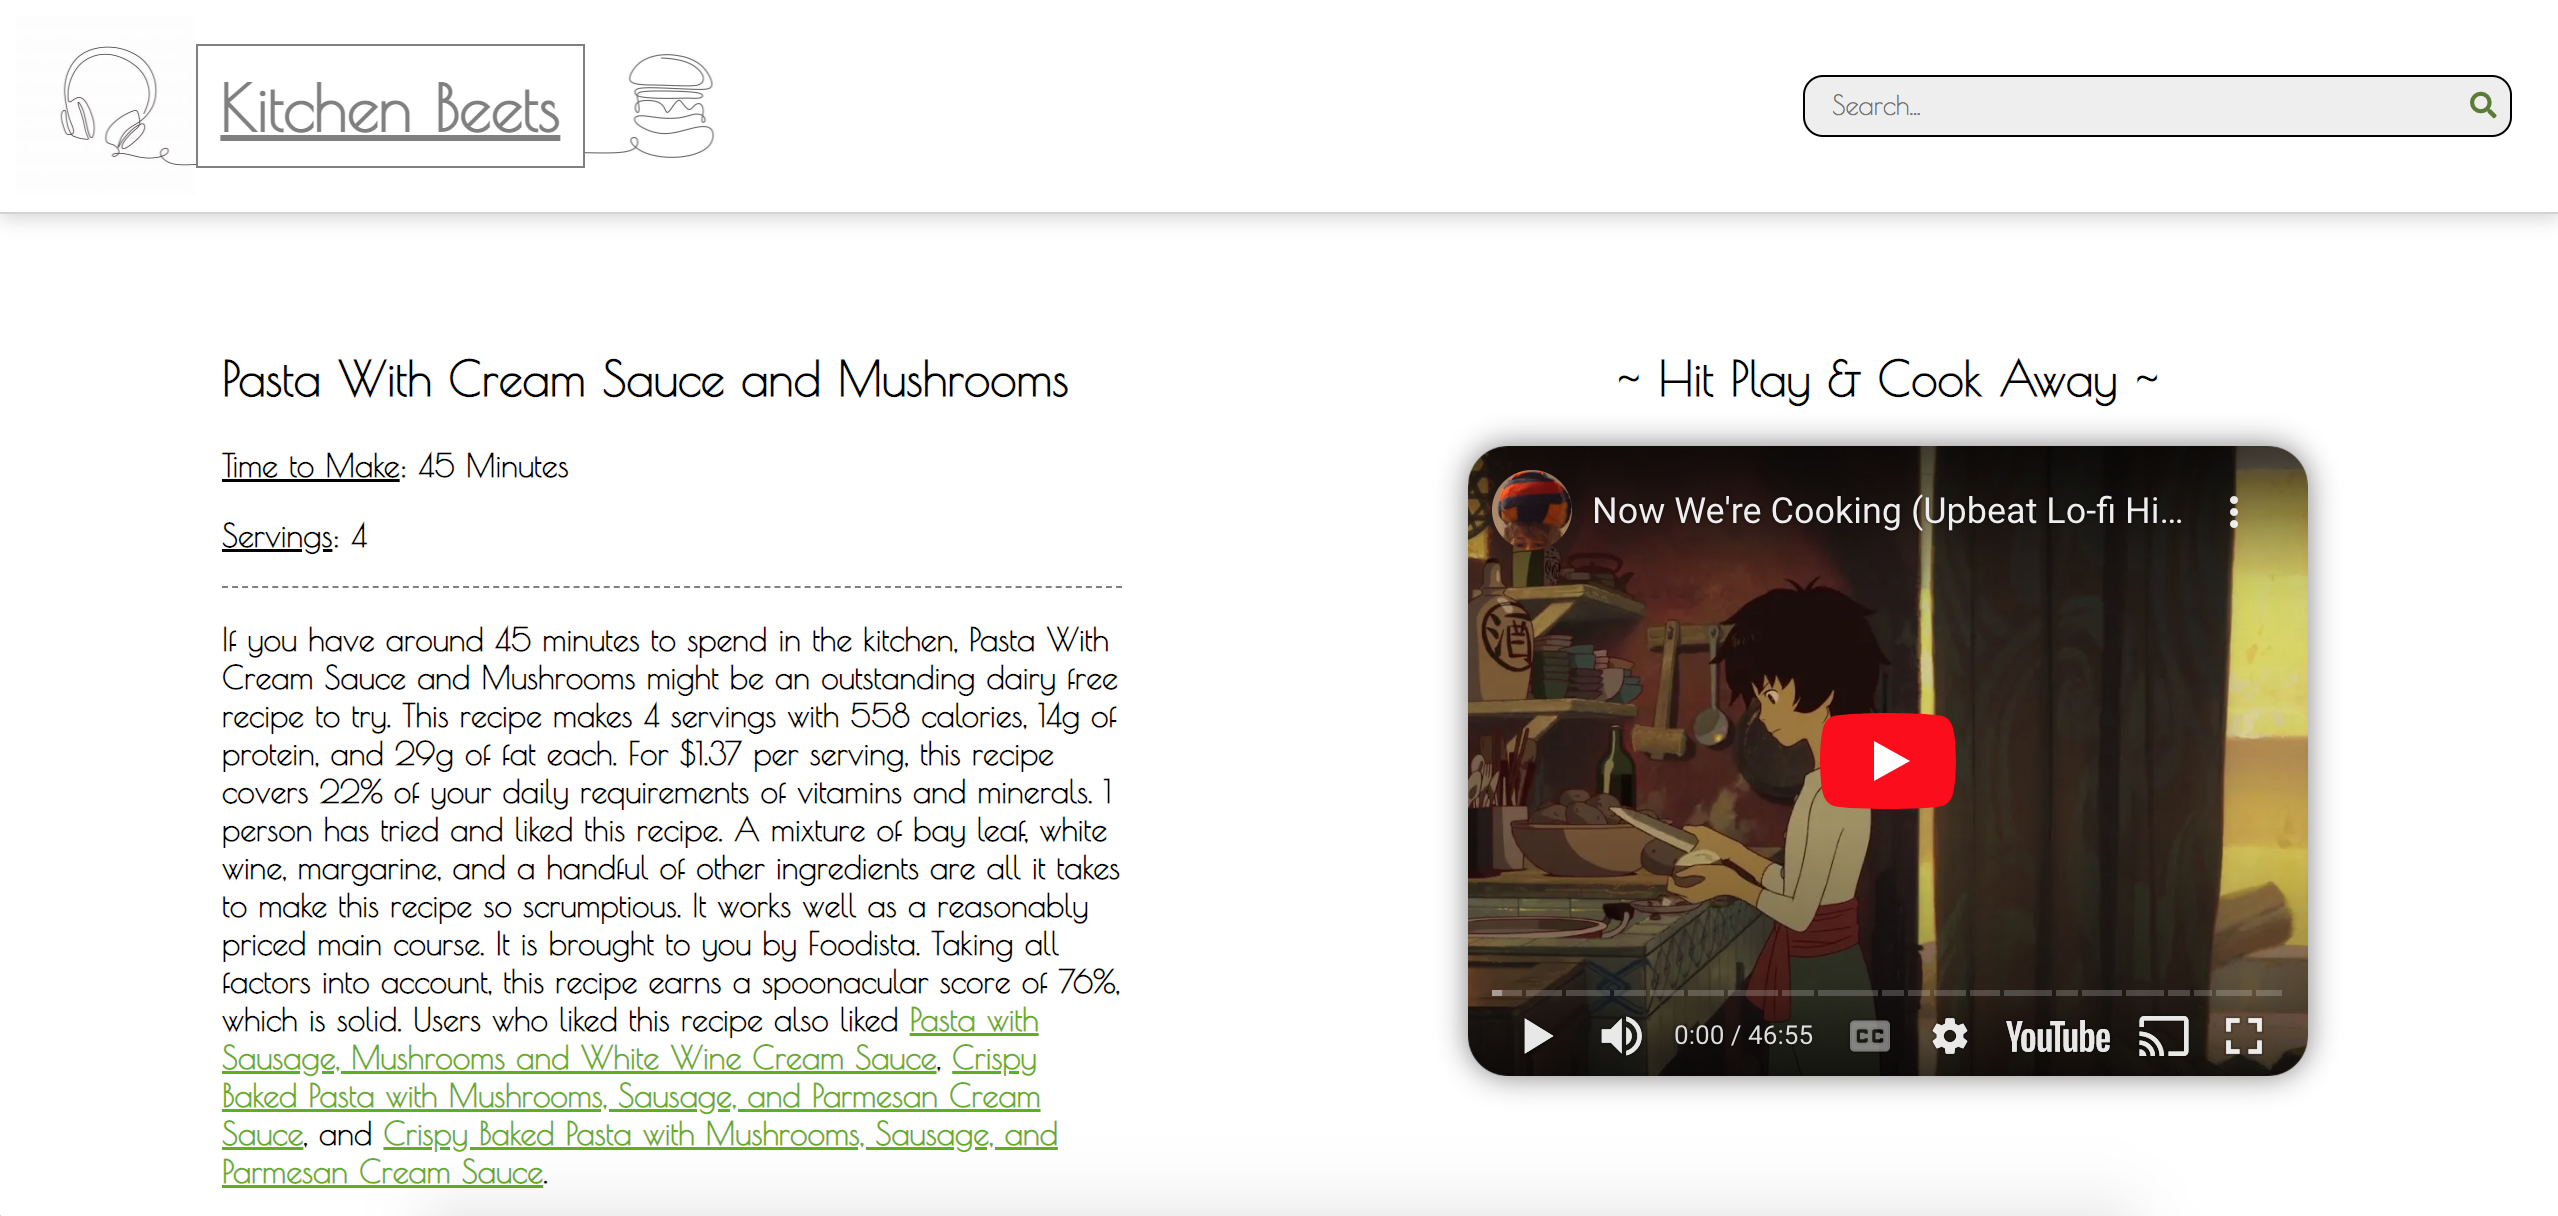 Kitchen Beets
Search...
Pasta With Cream Sauce and Mushrooms
Time to Make: 45 Minutes
Servings: 4
If you have around 45 minutes to spend in the kitchen, Pasta With
Cream Sauce and Mushrooms might be an outstanding dairy free
recipe to try. This recipe makes 4 servings with 558 calories, 14g of
protein, and 29g of fat each. For $1.37 per serving, this recipe
covers 22% of your daily requirements of vitamins and minerals. 1
person has tried and liked this recipe. A mixture of bay leaf, white
wine, margarine, and a handful of other ingredients are all it takes
to make this recipe so scrumptious. It works well as a reasonably
priced main course. It is brought to you by Foodista. Taking all
factors into account, this recipe earns a spoonacular score of 76%,
which is solid. Users who liked this recipe also liked Pasta with
Sausage, Mushrooms and White Wine Cream Sauce, Crispy
Baked Pasta with Mushrooms, Sausage, and Parmesan Cream
Sauce, and Crispy Baked Pasta with Mushrooms, Sausage, and
Parmesan Cream Sauce.
~ Hit Play & Cook Away ~
Now We're Cooking (Upbeat Lo-fi Hi...
酒
0:00 / 46:55
CC
YouTube